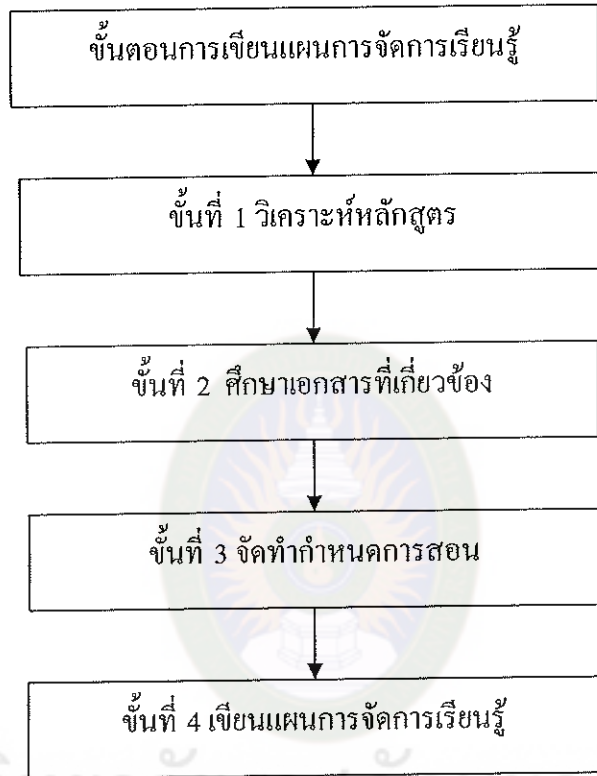 ขั้นตอนการเขียนแผนการจัดการเรียนรู้
ขั้นที่ 1 วิเคราะห์หลักสูตร
ขั้นที่ 2 ศึกษาเอกสารที่เกี่ยวข้อง
ขั้นที่ 3 จัดทำกำหนดการสอน
ขั้นที่ 4 เขียนแผนการจัดการเรียนรู้